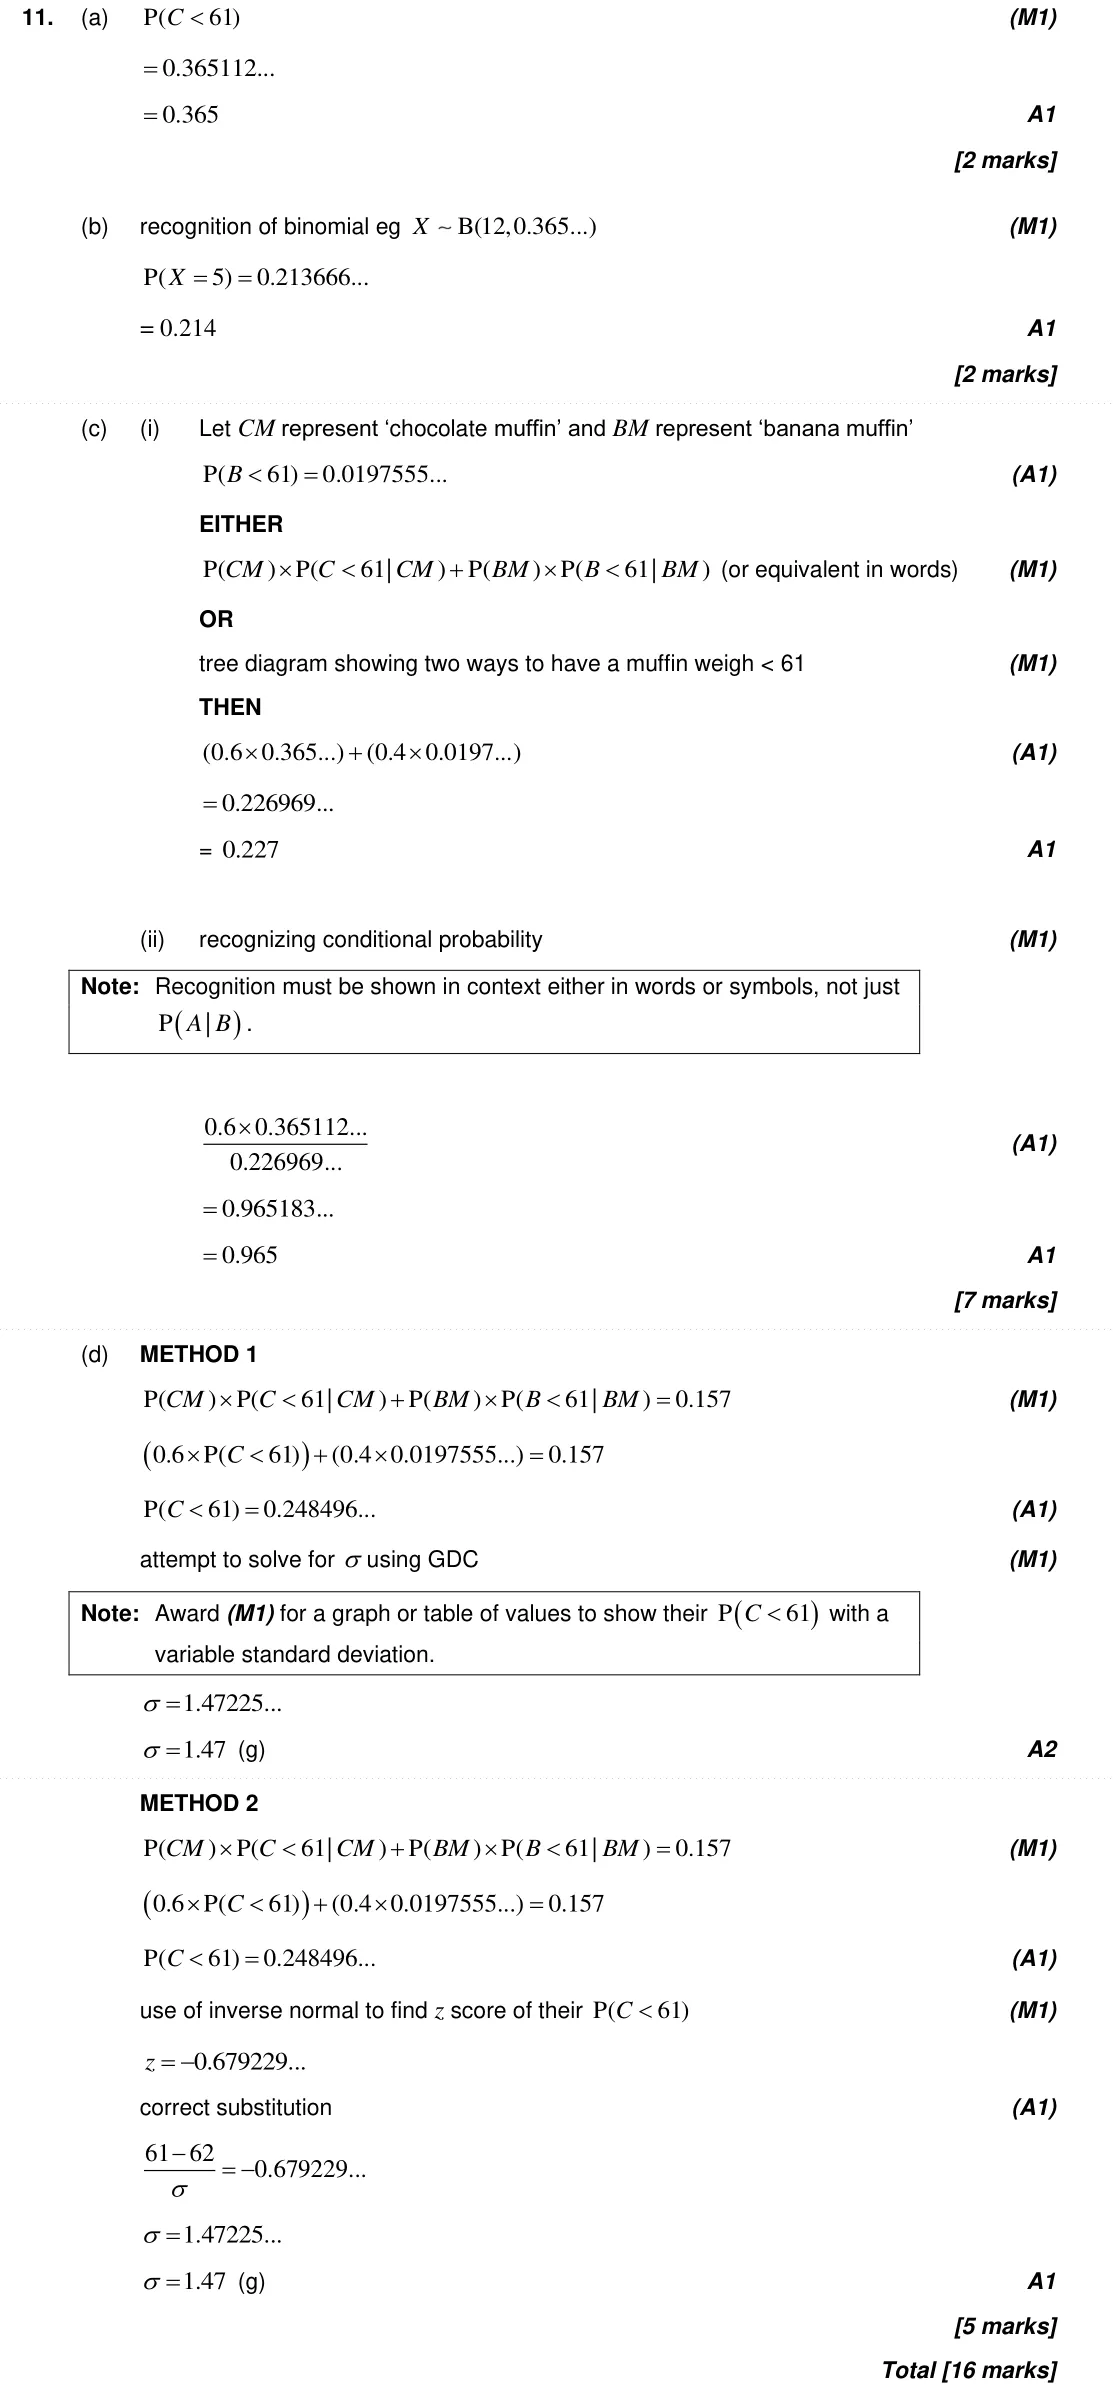 11. (a) P(C < 61) (M1)
= 0.365112...
= 0.365 A1
[2 marks]
(b) recognition of binomial eg X ~ B(12,0.365...) (M1)
P(X = 5) = 0.213666...
= 0.214 A1
[2 marks]
(c) (i) Let CM represent ‘chocolate muffin’ and BM represent ‘banana muffin’
P(B < 61) = 0.0197555... (A1)
EITHER
P(CM) × P(C < 61 | CM) + P(BM) × P(B < 61 | BM) (or equivalent in words) (M1)
OR
tree diagram showing two ways to have a muffin weigh < 61 (M1)
THEN
(0.6 × 0.365...) + (0.4 × 0.0197...) (A1)
= 0.226969...
= 0.227 A1
(ii) recognizing conditional probability (M1)
Note: Recognition must be shown in context either in words or symbols, not just
P(A | B).
0.6 × 0.365112...
0.226969... (A1)
= 0.965183...
= 0.965 A1
[7 marks]
(d) METHOD 1
P(CM) × P(C < 61 | CM) + P(BM) × P(B < 61 | BM) = 0.157 (M1)
(0.6 × P(C < 61)) + (0.4 × 0.0197555...) = 0.157
P(C < 61) = 0.248496... (A1)
attempt to solve for σ using GDC (M1)
Note: Award (M1) for a graph or table of values to show their P(C < 61) with a
variable standard deviation.
σ = 1.47225...
σ = 1.47 (g) A2
METHOD 2
P(CM) × P(C < 61 | CM) + P(BM) × P(B < 61 | BM) = 0.157 (M1)
(0.6 × P(C < 61)) + (0.4 × 0.0197555...) = 0.157
P(C < 61) = 0.248496... (A1)
use of inverse normal to find z score of their P(C < 61) (M1)
z = −0.679229...
correct substitution (A1)
61 − 62
σ = −0.679229...
σ = 1.47225...
σ = 1.47 (g) A1
[5 marks]
Total [16 marks]